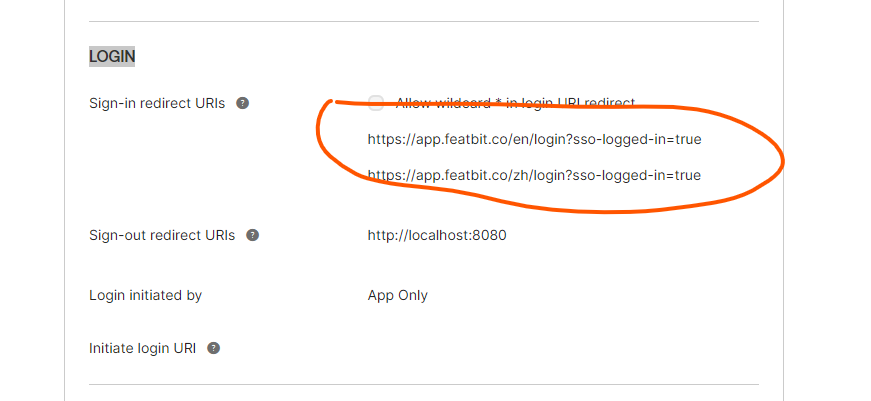 LOGIN
Sign-in redirect URIs ? Allow wildcard * in login URI redirect
https://app.featbit.co/en/login?sso-logged-in=true
https://app.featbit.co/zh/login?sso-logged-in=true
Sign-out redirect URIs ? http://localhost:8080
Login initiated by App Only
Initiate login URI ?